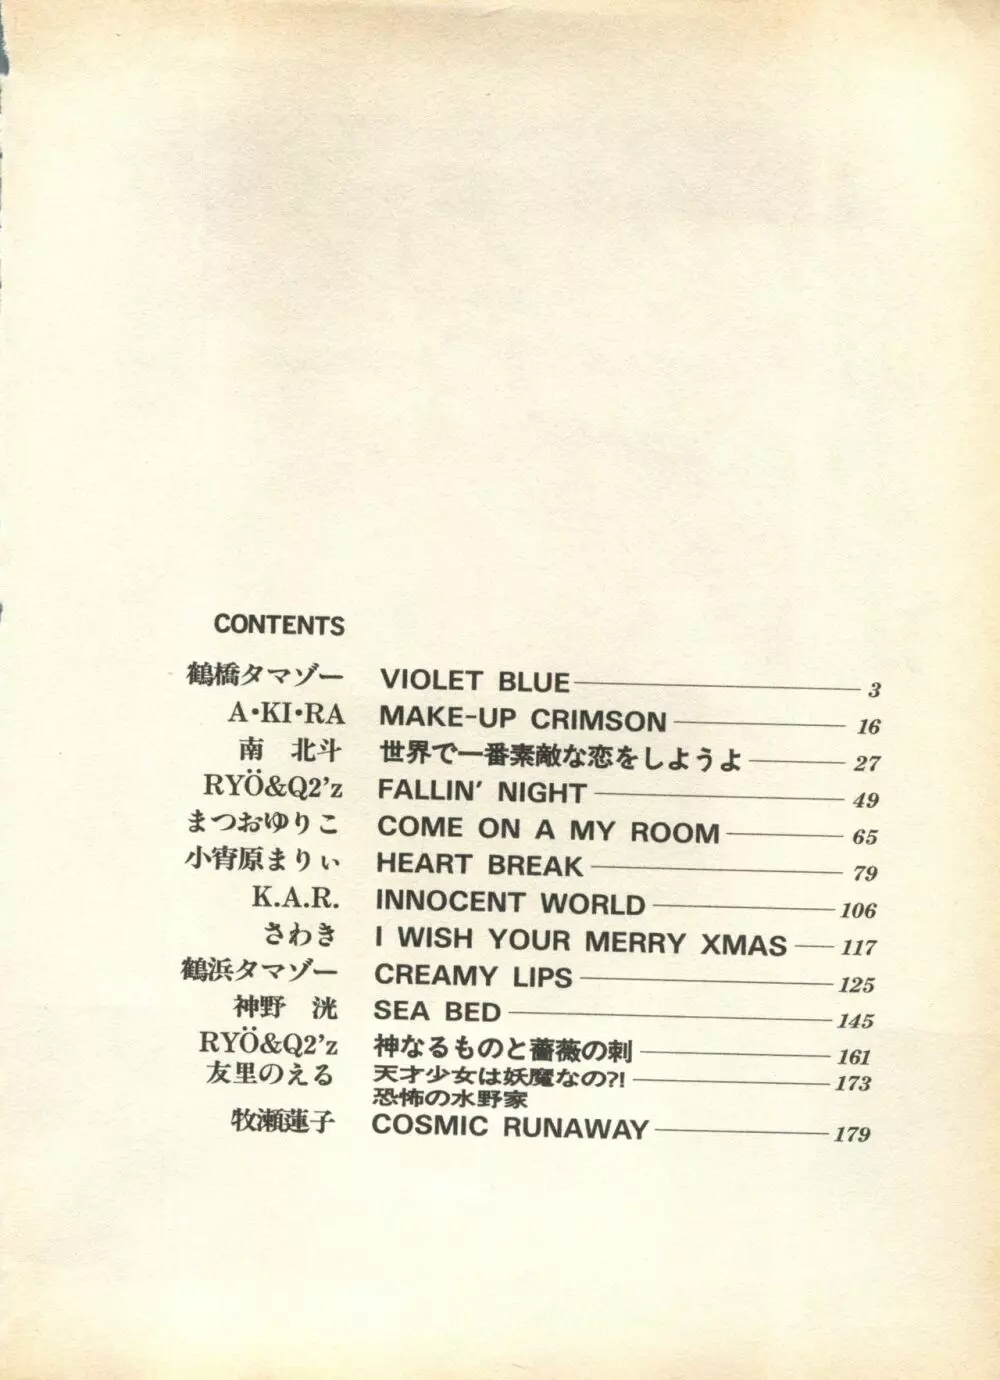 CONTENTS
鶴橋タマゾー VIOLET BLUE 3
A・KI・RA MAKE-UP CRIMSON 16
南 北斗 世界で一番素敵な恋をしようよ 27
RYÖ&Q2'z FALLIN' NIGHT 49
まつおゆりこ COME ON A MY ROOM 65
小宵原まりぃ HEART BREAK 79
K.A.R. INNOCENT WORLD 106
さわき I WISH YOUR MERRY XMAS 117
鶴浜タマゾー CREAMY LIPS 125
神野 洸 SEA BED 145
RYÖ&Q2'z 神なるものと薔薇の刺 161
友里のえる 天才少女は妖魔なの?! 173
恐怖の水野家
牧瀬蓮子 COSMIC RUNAWAY 179